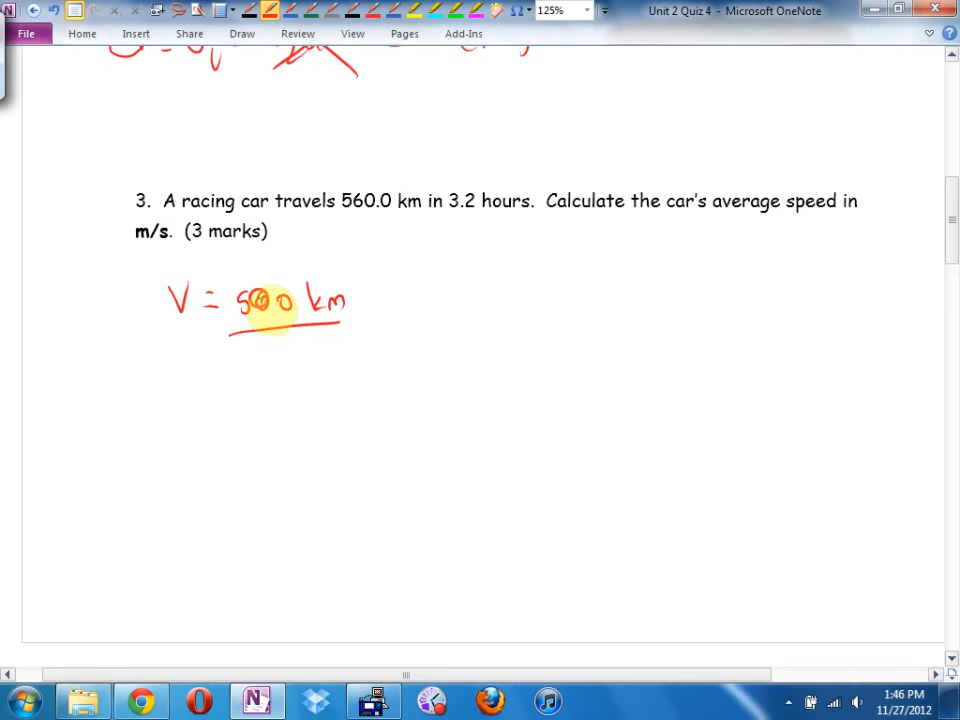 125%
Unit 2 Quiz 4 - Microsoft OneNote
File Home Insert Share Draw Review View Pages Add-Ins
3. A racing car travels 560.0 km in 3.2 hours. Calculate the car's average speed in
m/s. (3 marks)
V = 560 km
1:46 PM
11/27/2012